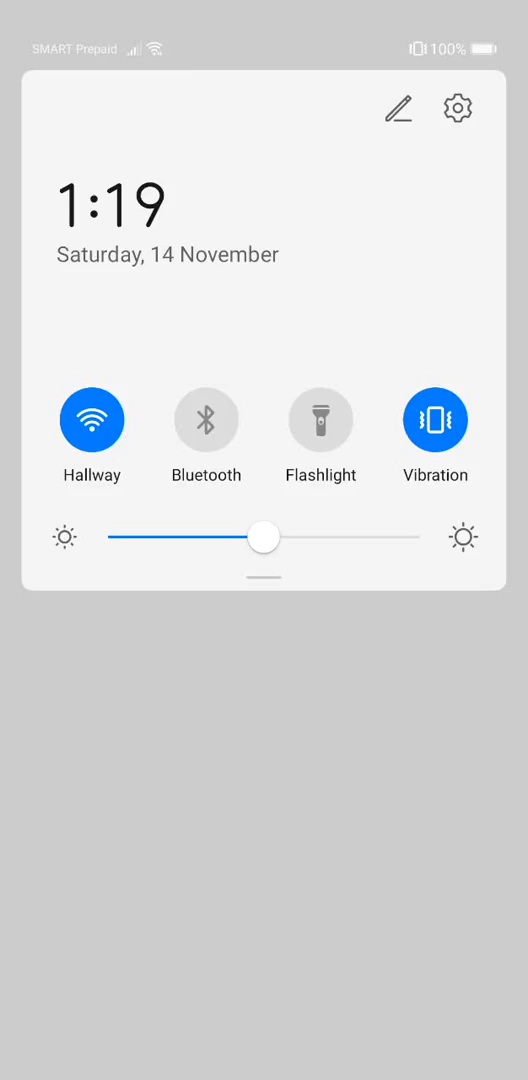 SMART Prepaid 100%
1:19
Saturday, 14 November
Hallway Bluetooth Flashlight Vibration